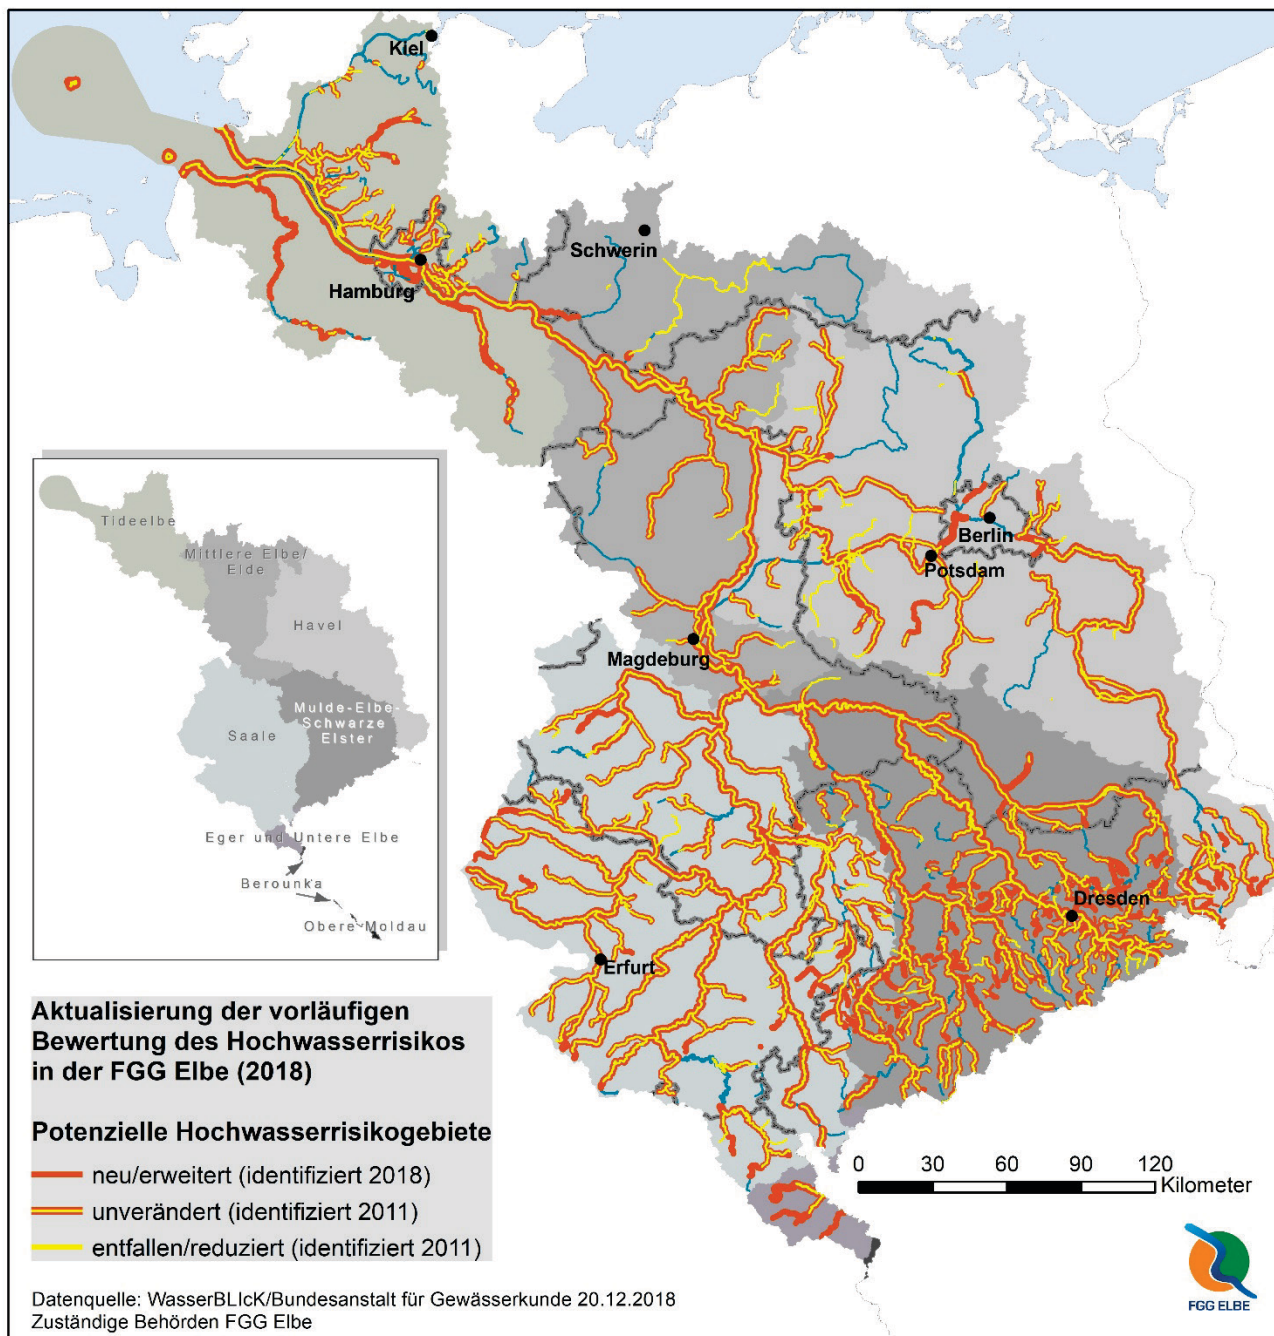 Kiel
Schwerin
Hamburg
Berlin
Potsdam
Magdeburg
Dresden
Erfurt
Tideelbe
Mittlere Elbe/
Elde
Havel
Mulde-Elbe-
Schwarze
Elster
Saale
Eger und Untere Elbe
Berounka
Obere Moldau
Aktualisierung der vorläufigen
Bewertung des Hochwasserrisikos
in der FGG Elbe (2018)
Potenzielle Hochwasserrisikogebiete
neu/erweitert (identifiziert 2018)
unverändert (identifiziert 2011)
entfallen/reduziert (identifiziert 2011)
0 30 60 90 120
Kilometer
FGG ELBE
Datenquelle: WasserBLIcK/Bundesanstalt für Gewässerkunde 20.12.2018
Zuständige Behörden FGG Elbe